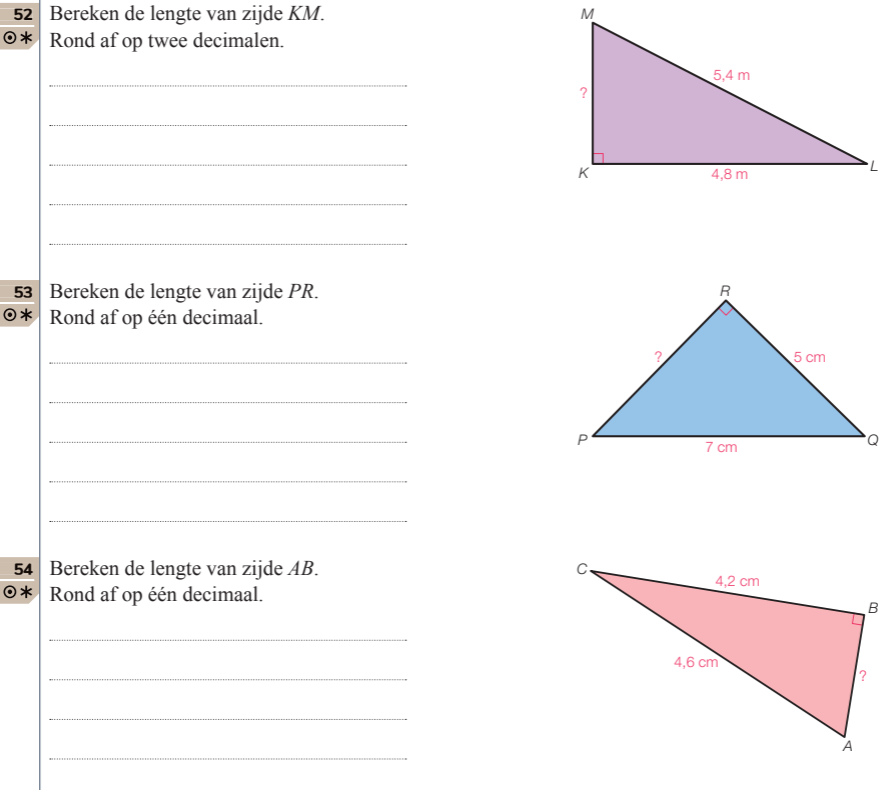 52 Bereken de lengte van zijde KM.
Rond af op twee decimalen.
M
5,4 m
?
K
4,8 m
L
53 Bereken de lengte van zijde PR.
Rond af op één decimaal.
R
?
5 cm
P
7 cm
Q
54 Bereken de lengte van zijde AB.
Rond af op één decimaal.
C
4,2 cm
B
4,6 cm
?
A